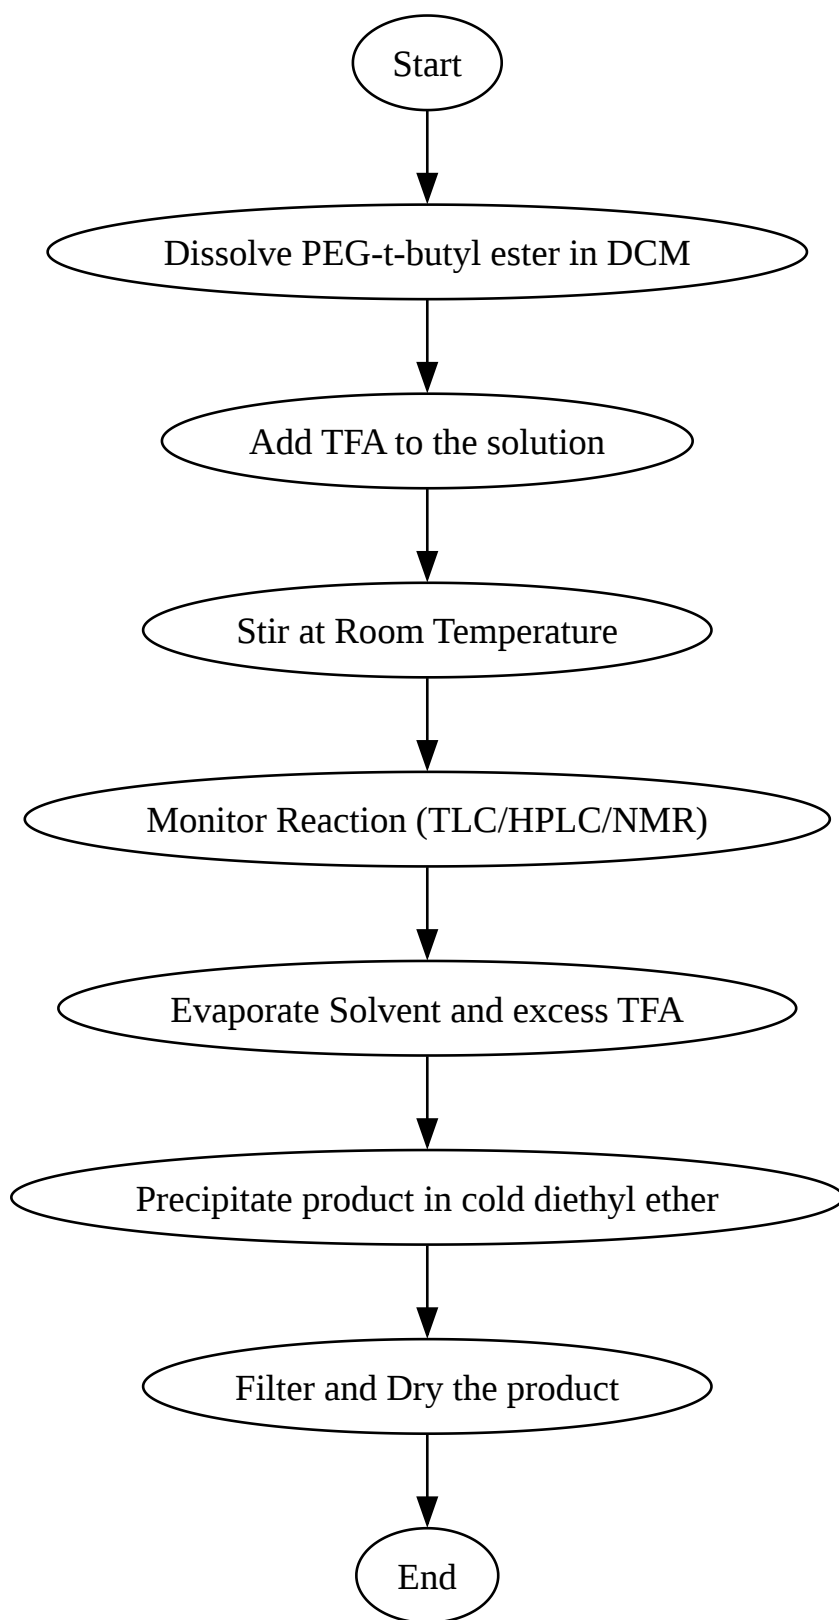 Start
Dissolve PEG-t-butyl ester in DCM
Add TFA to the solution
Stir at Room Temperature
Monitor Reaction (TLC/HPLC/NMR)
Evaporate Solvent and excess TFA
Precipitate product in cold diethyl ether
Filter and Dry the product
End